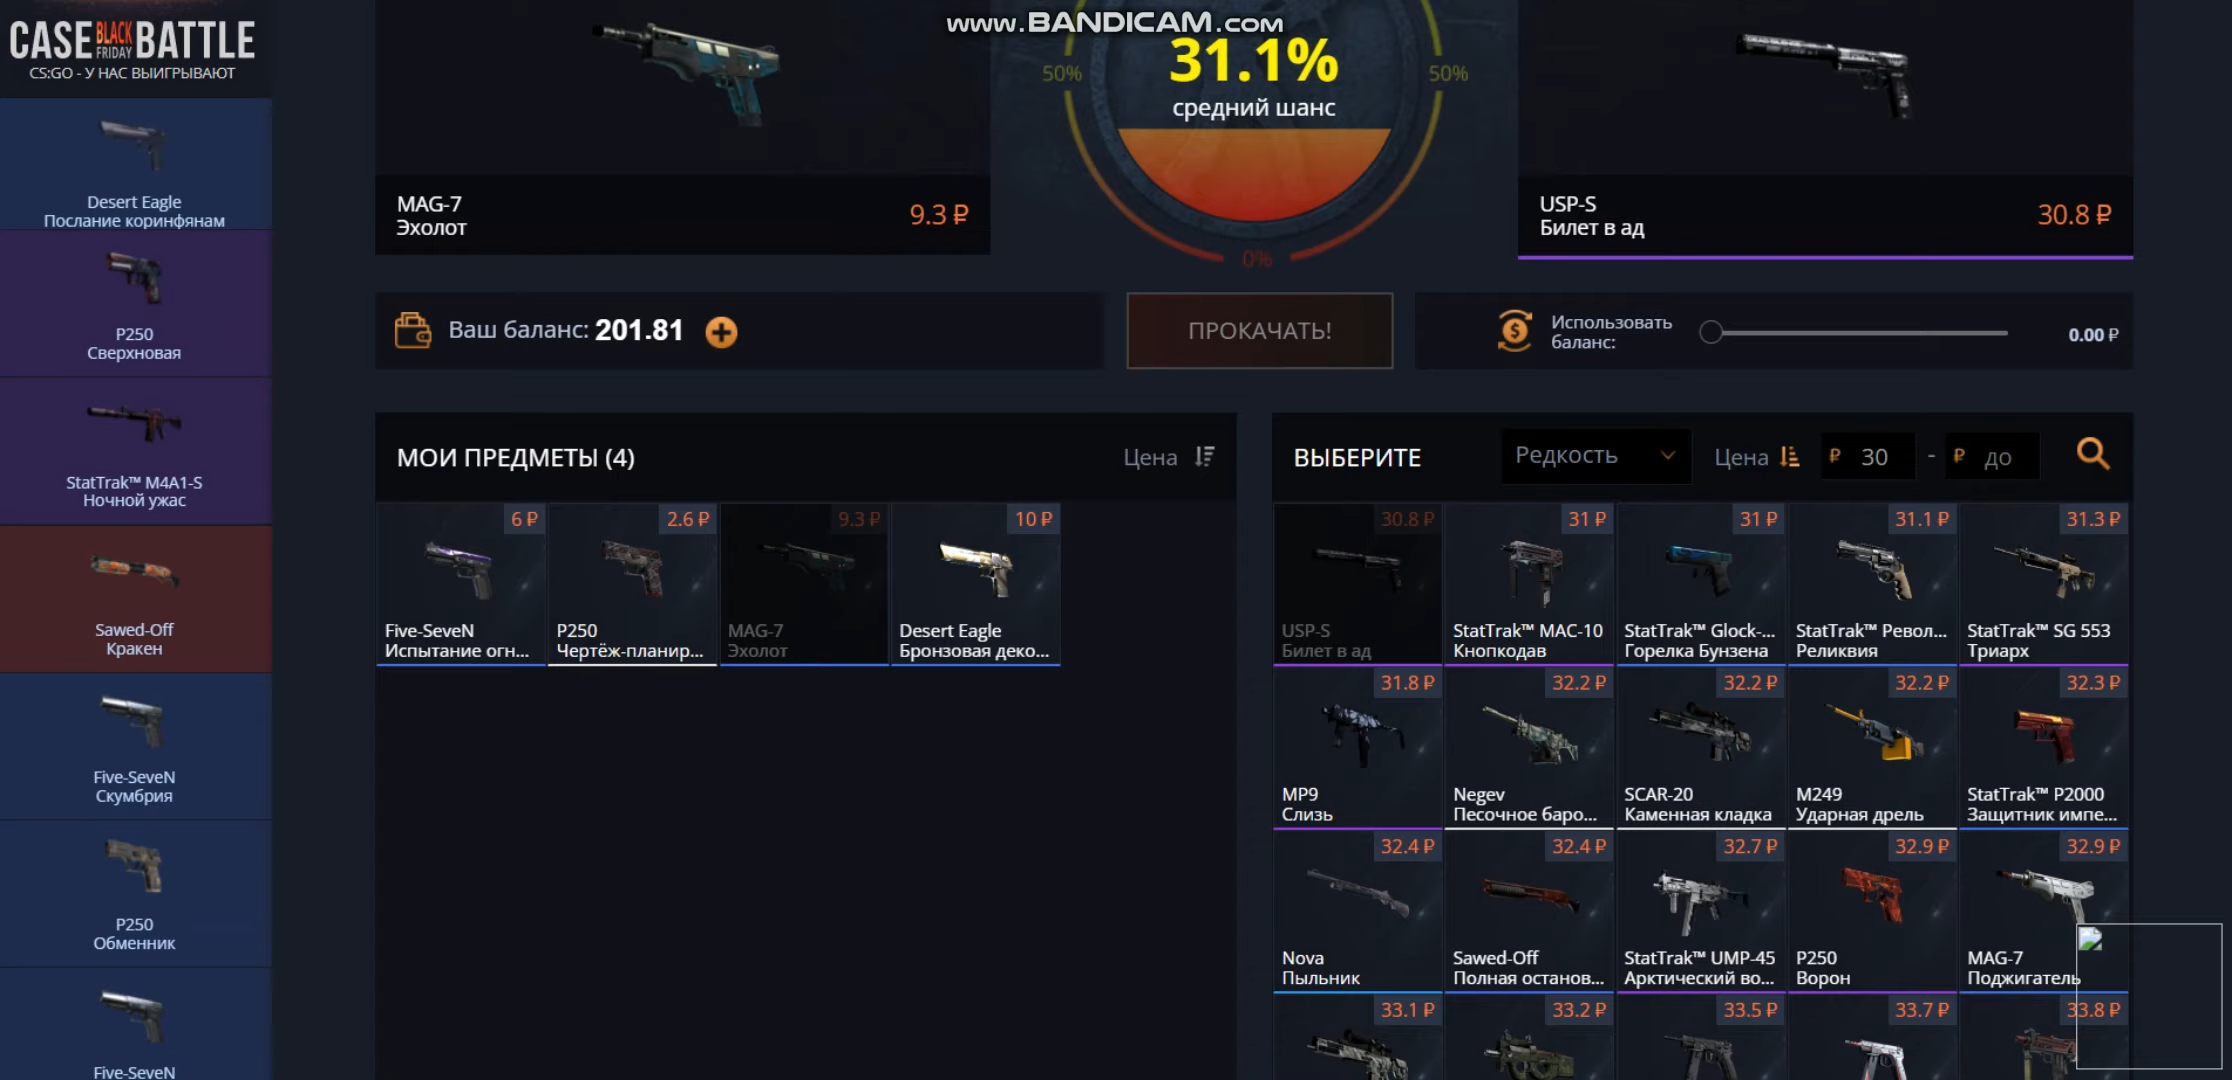 www.BANDICAM.com
CASE BLACK FRIDAY BATTLE
CS:GO - У НАС ВЫИГРЫВАЮТ
Desert Eagle
Послание коринфянам
P250
Сверхновая
StatTrak™ M4A1-S
Ночной ужас
Sawed-Off
Кракен
Five-SeveN
Скумбрия
P250
Обменник
Five-SeveN
MAG-7
Эхолот
9.3 ₽
50%
31.1%
средний шанс
50%
0%
USP-S
Билет в ад
30.8 ₽
Ваш баланс: 201.81
ПРОКАЧАТЬ!
Использовать
баланс:
0.00 ₽
МОИ ПРЕДМЕТЫ (4)
Цена
6 ₽
Five-SeveN
Испытание огн...
2.6 ₽
P250
Чертёж-планир...
9.3 ₽
MAG-7
Эхолот
10 ₽
Desert Eagle
Бронзовая деко...
ВЫБЕРИТЕ
Редкость
Цена
₽ 30 - ₽ до
30.8 ₽
USP-S
Билет в ад
31 ₽
StatTrak™ MAC-10
Кнопкодав
31 ₽
StatTrak™ Glock-...
Горелка Бунзена
31.1 ₽
StatTrak™ Револ...
Реликвия
31.3 ₽
StatTrak™ SG 553
Триарх
31.8 ₽
MP9
Слизь
32.2 ₽
Negev
Песочное баро...
32.2 ₽
SCAR-20
Каменная кладка
32.2 ₽
M249
Ударная дрель
32.3 ₽
StatTrak™ P2000
Защитник импе...
32.4 ₽
Nova
Пыльник
32.4 ₽
Sawed-Off
Полная останов...
32.7 ₽
StatTrak™ UMP-45
Арктический во...
32.9 ₽
P250
Ворон
32.9 ₽
MAG-7
Поджигатель
33.1 ₽
33.2 ₽
33.5 ₽
33.7 ₽
33.8 ₽